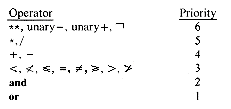 Operator Priority
**, unary−, unary+, ¬ 6
*, / 5
+, − 4
<, ≮, ≤, =, ≠, ≥, >, ≯ 3
and 2
or 1